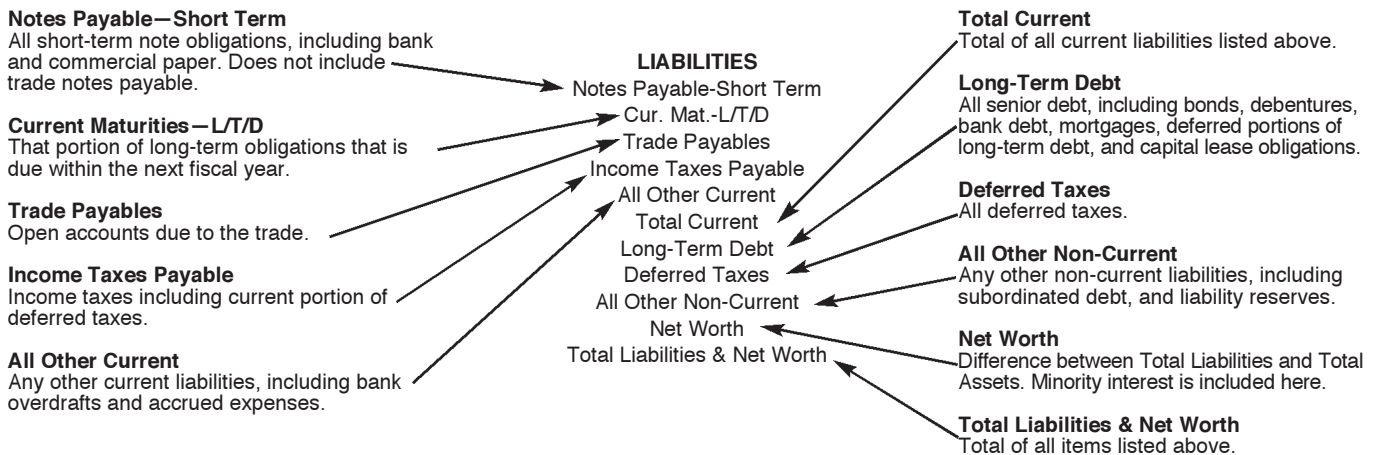 Notes Payable—Short Term
All short-term note obligations, including bank
and commercial paper. Does not include
trade notes payable.
Current Maturities—L/T/D
That portion of long-term obligations that is
due within the next fiscal year.
Trade Payables
Open accounts due to the trade.
Income Taxes Payable
Income taxes including current portion of
deferred taxes.
All Other Current
Any other current liabilities, including bank
overdrafts and accrued expenses.
LIABILITIES
Notes Payable-Short Term
Cur. Mat.-L/T/D
Trade Payables
Income Taxes Payable
All Other Current
Total Current
Long-Term Debt
Deferred Taxes
All Other Non-Current
Net Worth
Total Liabilities & Net Worth
Total Current
Total of all current liabilities listed above.
Long-Term Debt
All senior debt, including bonds, debentures,
bank debt, mortgages, deferred portions of
long-term debt, and capital lease obligations.
Deferred Taxes
All deferred taxes.
All Other Non-Current
Any other non-current liabilities, including
subordinated debt, and liability reserves.
Net Worth
Difference between Total Liabilities and Total
Assets. Minority interest is included here.
Total Liabilities & Net Worth
Total of all items listed above.